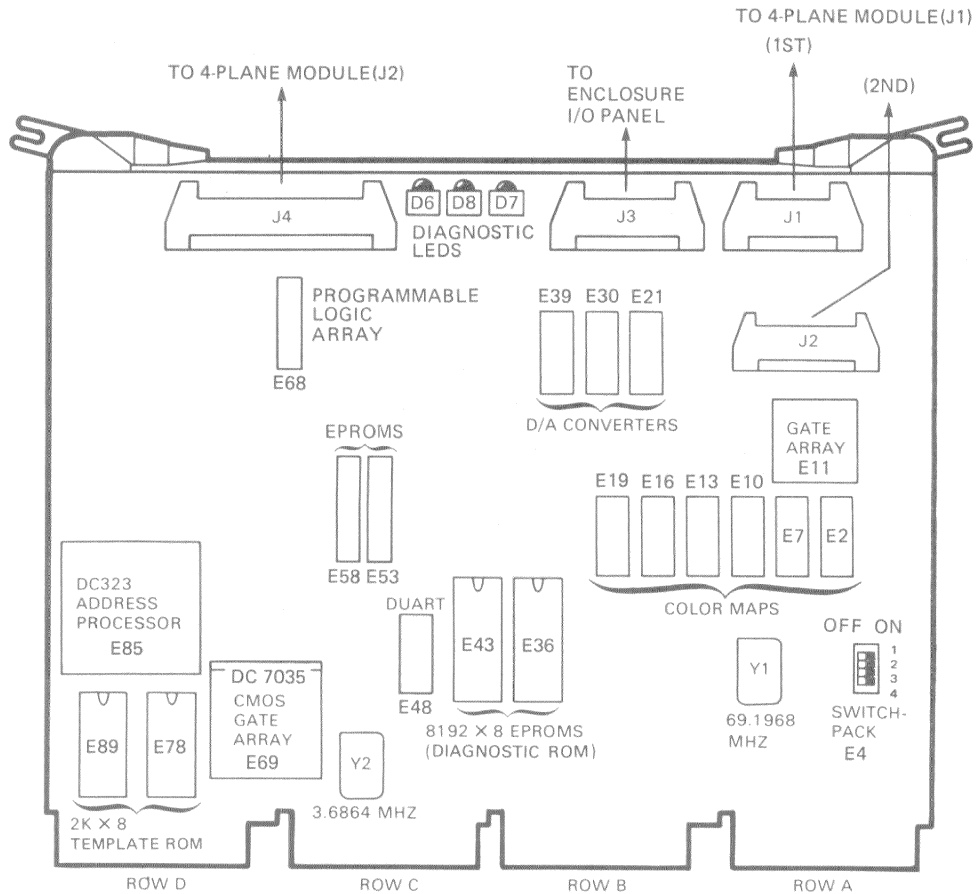 TO 4-PLANE MODULE(J1)
(1ST)
(2ND)
TO 4-PLANE MODULE(J2)
TO
ENCLOSURE
I/O PANEL
J4
D6
D8
D7
DIAGNOSTIC
LEDS
J3
J1
PROGRAMMABLE
LOGIC
ARRAY
E68
E39
E30
E21
D/A CONVERTERS
J2
GATE
ARRAY
E11
EPROMS
E58
E53
E19
E16
E13
E10
E7
E2
COLOR MAPS
DC323
ADDRESS
PROCESSOR
E85
DUART
E48
E43
E36
8192 × 8 EPROMS
(DIAGNOSTIC ROM)
Y1
69.1968
MHZ
OFF ON
1
2
3
4
SWITCH-
PACK
E4
DC 7035
CMOS
GATE
ARRAY
E69
E89
E78
2K × 8
TEMPLATE ROM
Y2
3.6864 MHZ
ROW D
ROW C
ROW B
ROW A